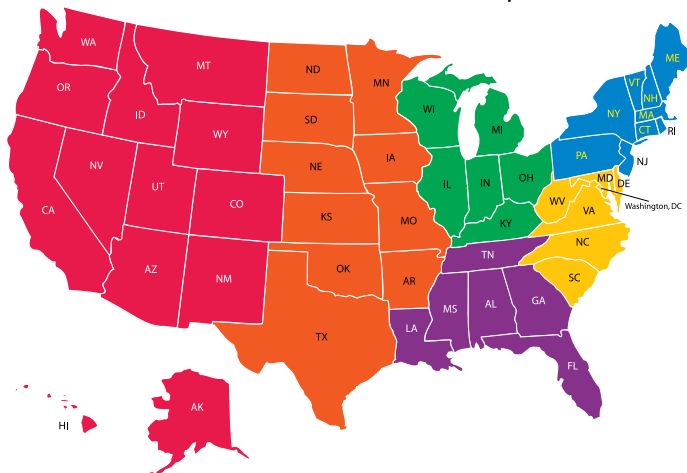 WA
MT
ND
MN
ME
OR
ID
SD
WI
MI
VT
NH
NY
MA
CT
RI
WY
NV
UT
CO
NE
IA
IL
IN
OH
PA
NJ
MD
DE
Washington, DC
CA
KS
MO
KY
WV
VA
AZ
NM
OK
AR
TN
NC
SC
TX
LA
MS
AL
GA
FL
HI
AK